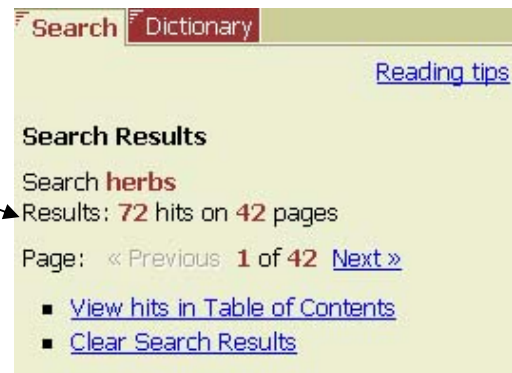 Search Dictionary
Reading tips
Search Results
Search herbs
Results: 72 hits on 42 pages
Page: « Previous 1 of 42 Next »
View hits in Table of Contents
Clear Search Results